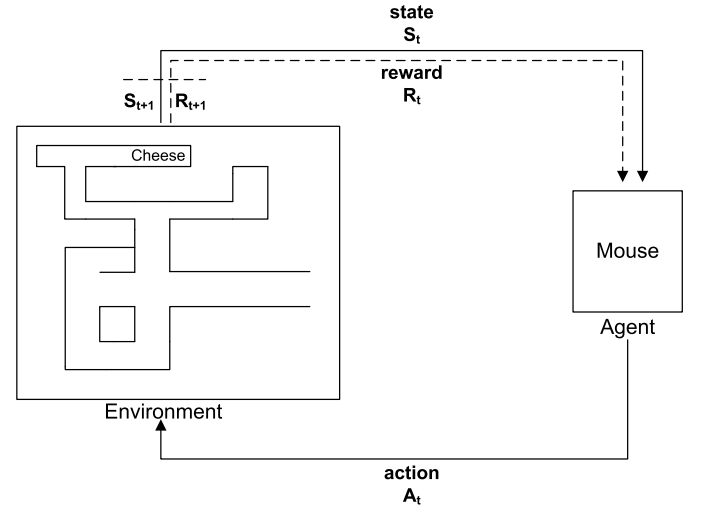 state
Sₜ
reward
Rₜ
Sₜ₊₁ Rₜ₊₁
Cheese
Mouse
Agent
Environment
action
Aₜ